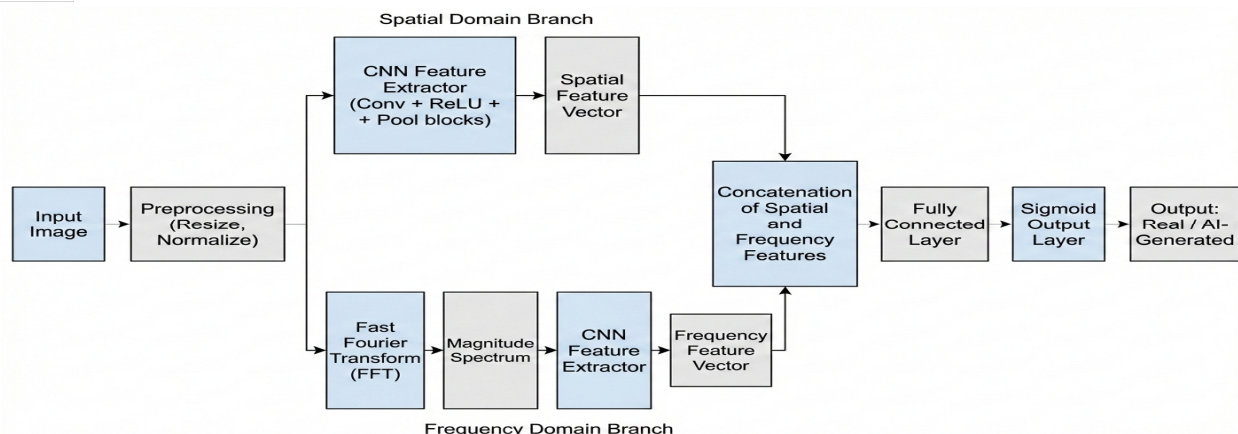 Spatial Domain Branch
CNN Feature
Extractor
(Conv + ReLU +
+ Pool blocks)
Spatial
Feature
Vector
Input
Image
Preprocessing
(Resize,
Normalize)
Concatenation
of Spatial
and
Frequency
Features
Fully
Connected
Layer
Sigmoid
Output
Layer
Output:
Real / AI-
Generated
Fast
Fourier
Transform
(FFT)
Magnitude
Spectrum
CNN
Feature
Extractor
Frequency
Feature
Vector
Frequency Domain Branch